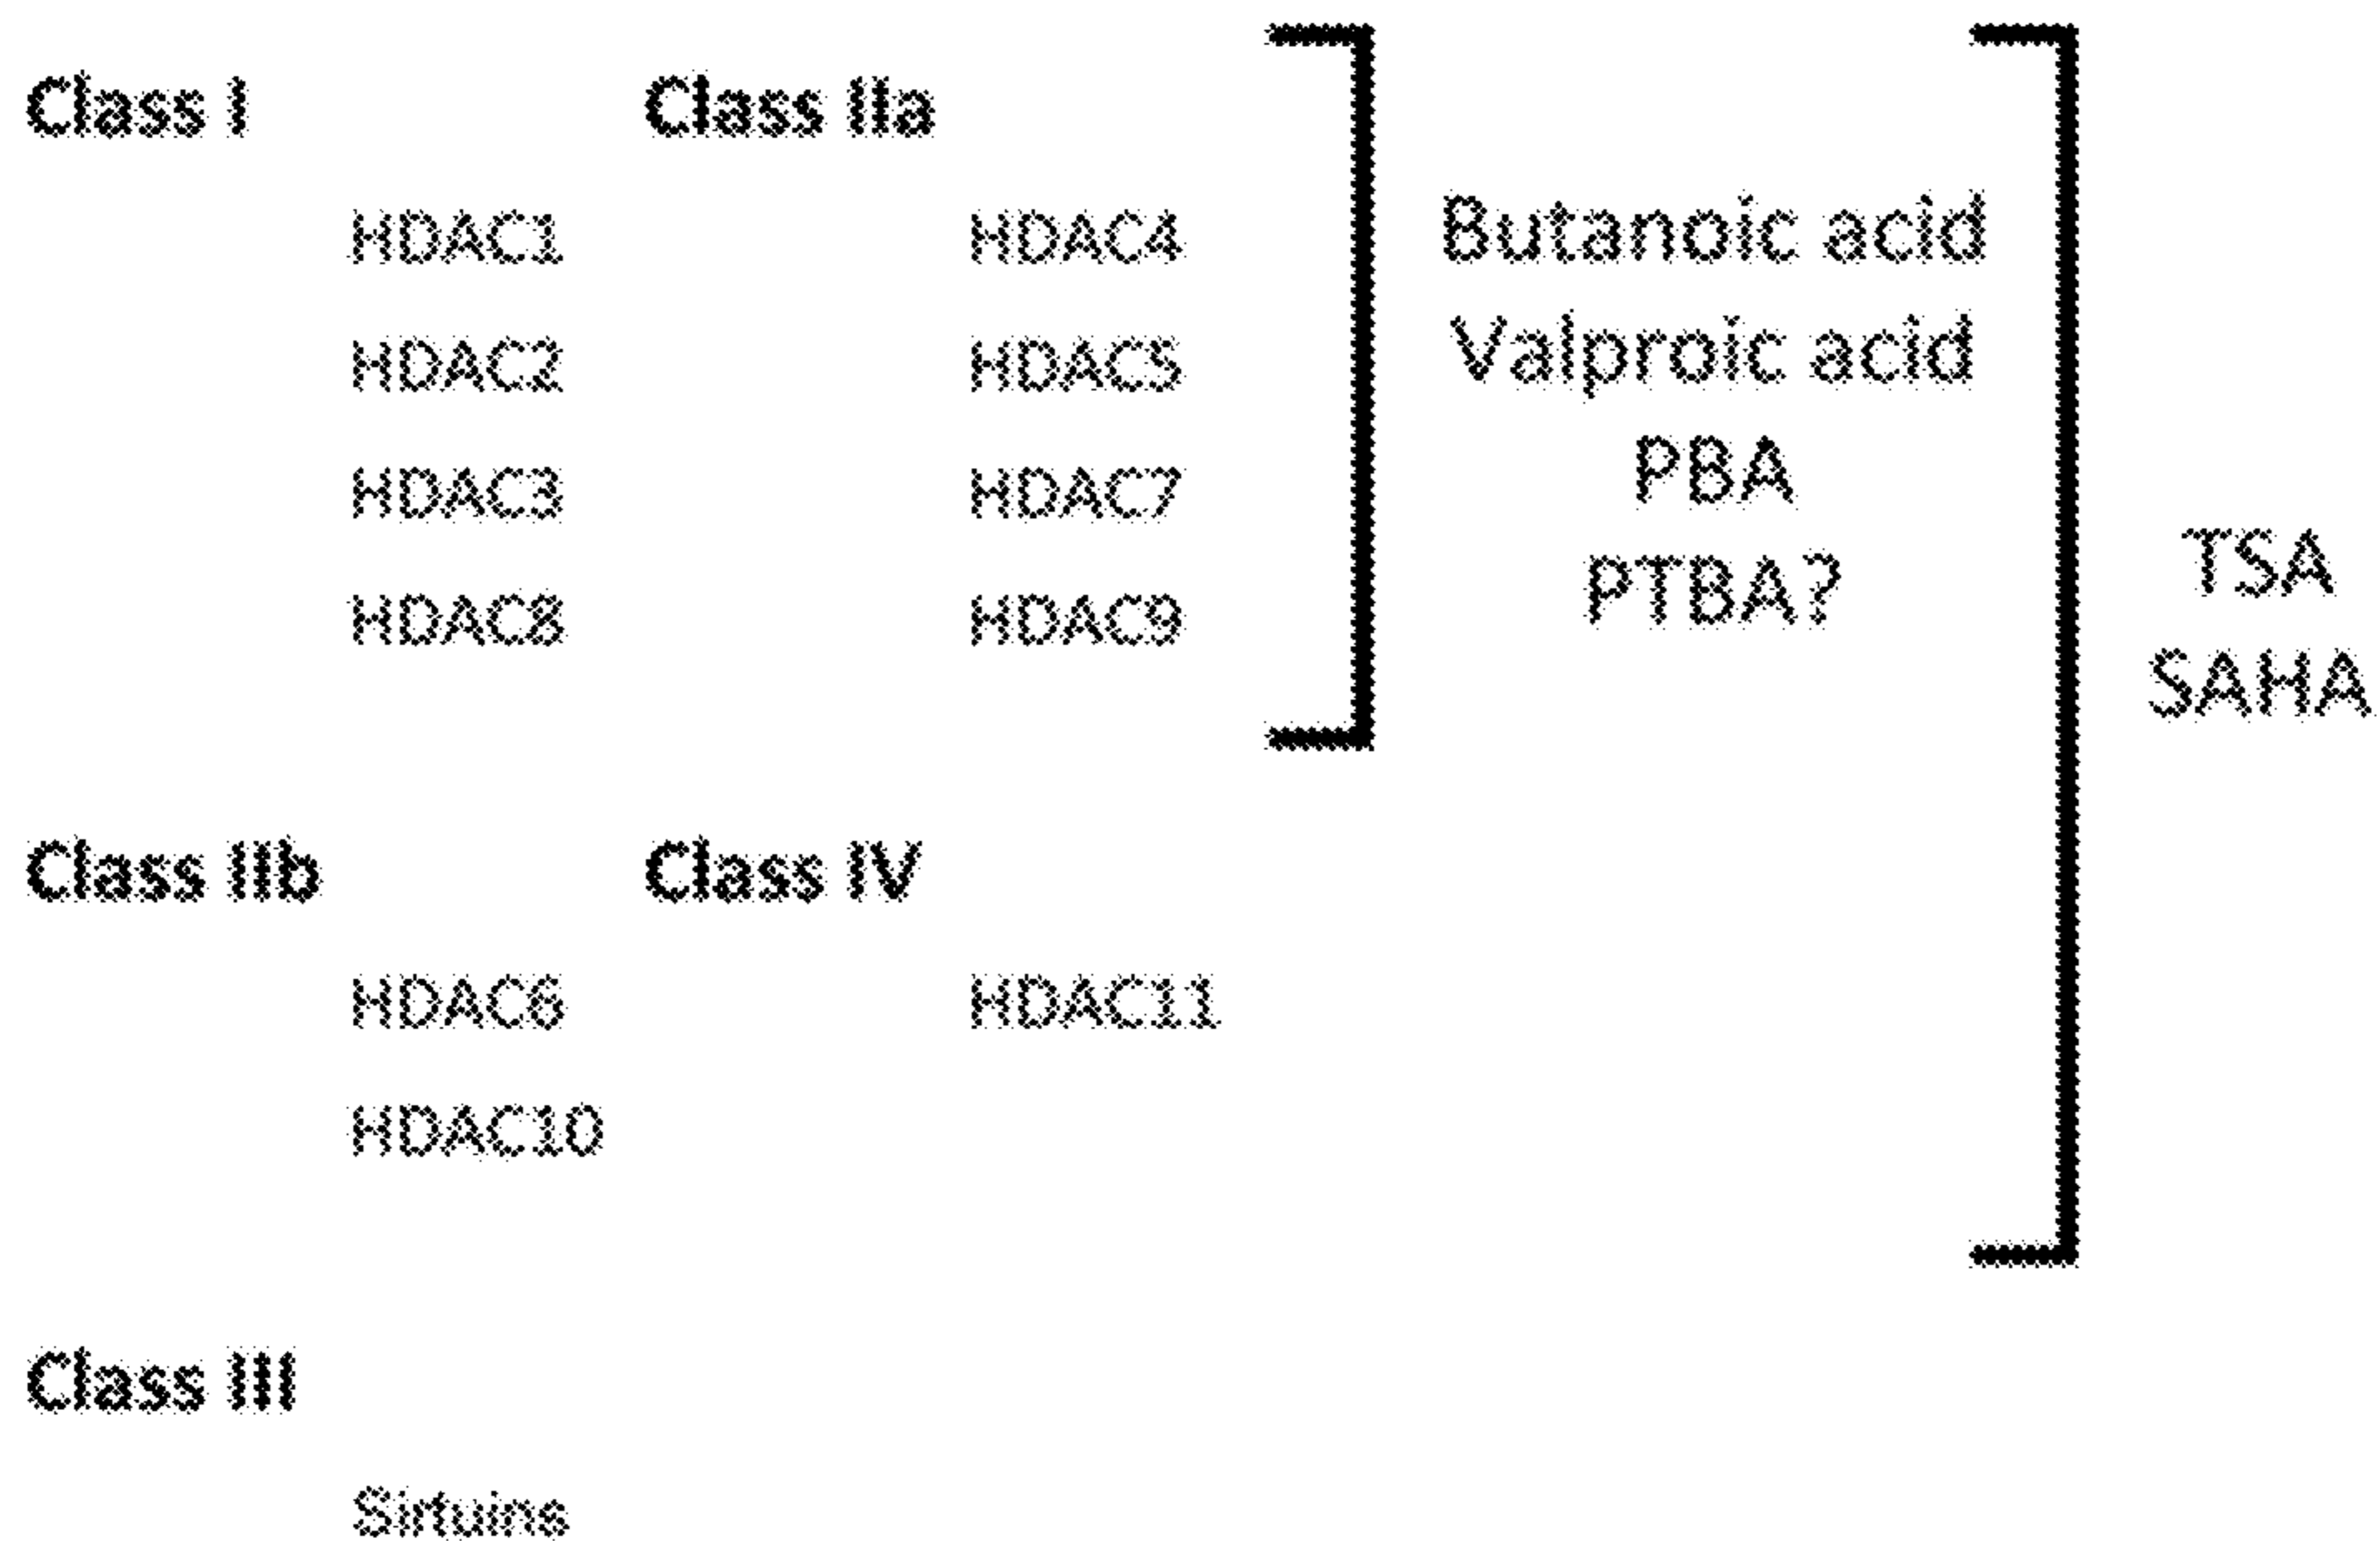 Class I
HDAC1
HDAC2
HDAC3
HDAC8
Class IIa
HDAC4
HDAC5
HDAC7
HDAC9
Butanoic acid
Valproic acid
PBA
PTBA?
TSA
SAHA
Class IIb
HDAC6
HDAC10
Class IV
HDAC11
Class III
Sirtuins